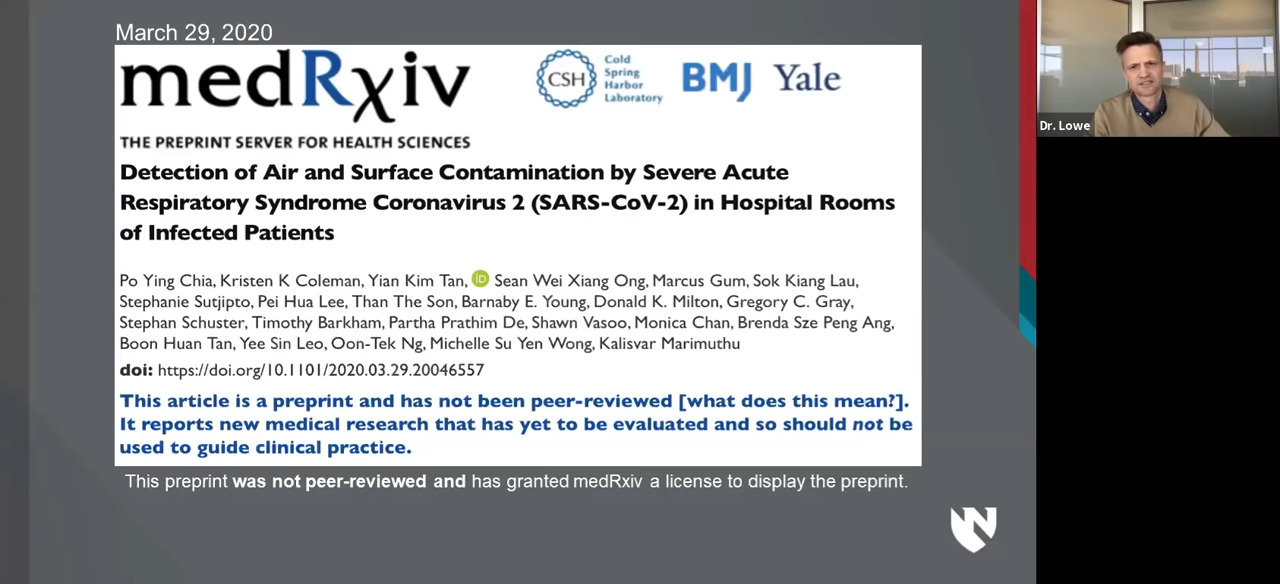 March 29, 2020
medRxiv
THE PREPRINT SERVER FOR HEALTH SCIENCES
CSH
Cold
Spring
Harbor
Laboratory
BMJ
Yale
Detection of Air and Surface Contamination by Severe Acute
Respiratory Syndrome Coronavirus 2 (SARS-CoV-2) in Hospital Rooms
of Infected Patients
Po Ying Chia, Kristen K Coleman, Yian Kim Tan, iD Sean Wei Xiang Ong, Marcus Gum, Sok Kiang Lau,
Stephanie Sutjipto, Pei Hua Lee, Than The Son, Barnaby E. Young, Donald K. Milton, Gregory C. Gray,
Stephan Schuster, Timothy Barkham, Partha Prathim De, Shawn Vasoo, Monica Chan, Brenda Sze Peng Ang,
Boon Huan Tan, Yee Sin Leo, Oon-Tek Ng, Michelle Su Yen Wong, Kalisvar Marimuthu
doi: https://doi.org/10.1101/2020.03.29.20046557
This article is a preprint and has not been peer-reviewed [what does this mean?].
It reports new medical research that has yet to be evaluated and so should not be
used to guide clinical practice.
This preprint was not peer-reviewed and has granted medRxiv a license to display the preprint.
N
Dr. Lowe